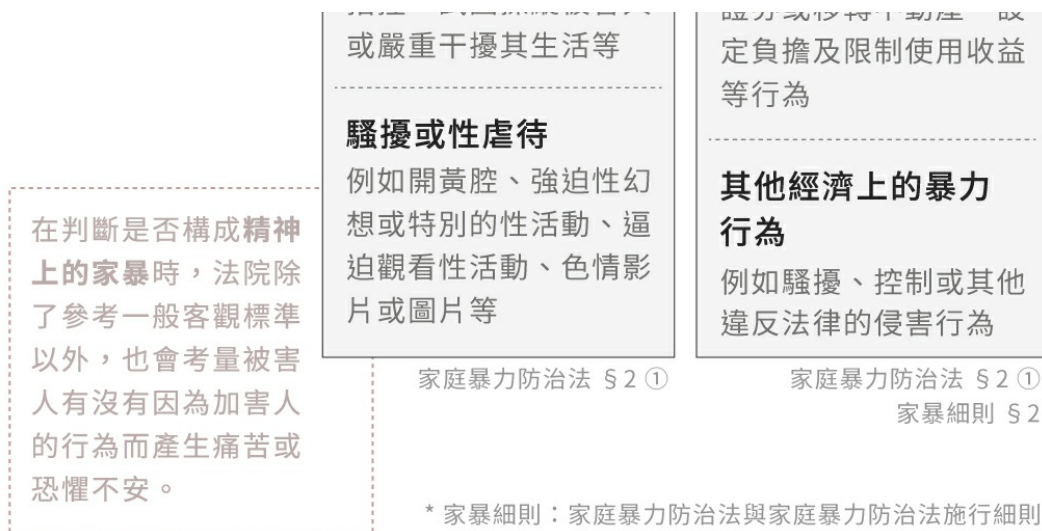 在判斷是否構成精神
上的家暴時，法院除
了參考一般客觀標準
以外，也會考量被害
人有沒有因為加害人
的行為而產生痛苦或
恐懼不安。
或嚴重干擾其生活等
騷擾或性虐待
例如開黃腔、強迫性幻
想或特別的性活動、逼
迫觀看性活動、色情影
片或圖片等
家庭暴力防治法 §2 ①
定負擔及限制使用收益
等行為
其他經濟上的暴力
行為
例如騷擾、控制或其他
違反法律的侵害行為
家庭暴力防治法 §2 ①
家暴細則 §2
* 家暴細則：家庭暴力防治法與家庭暴力防治法施行細則